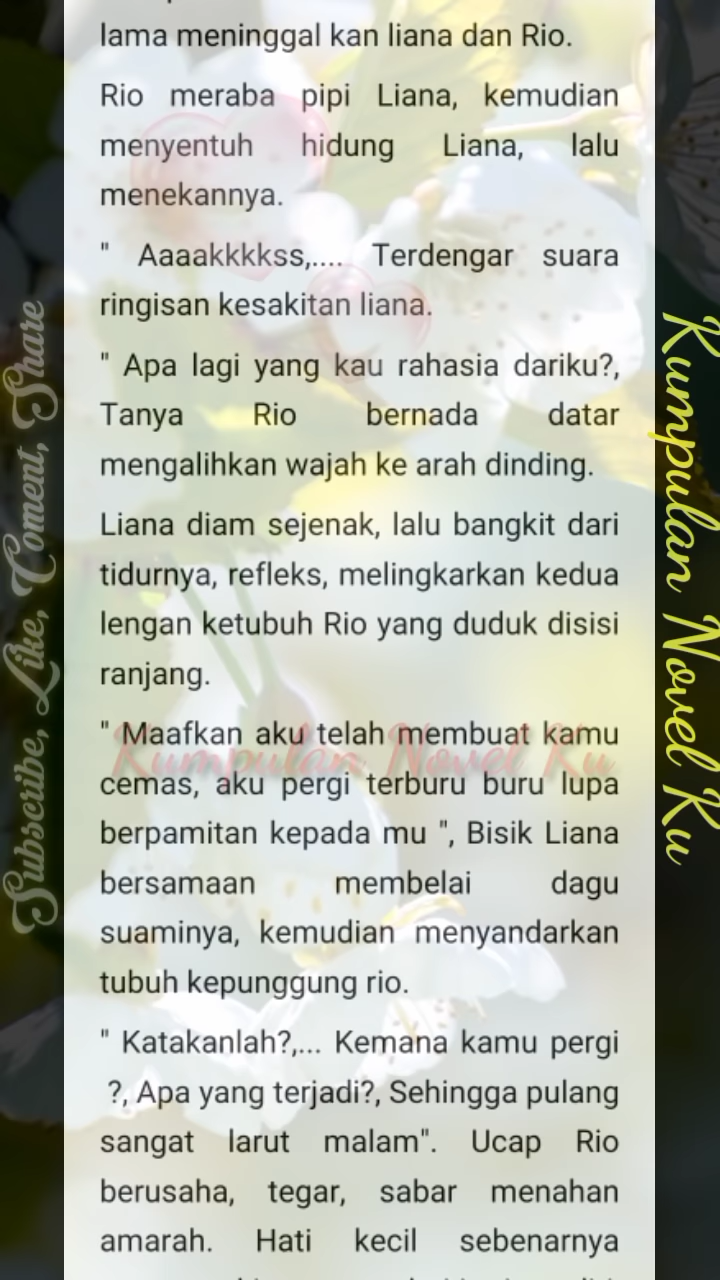 lama meninggal kan liana dan Rio.
Rio meraba pipi Liana, kemudian
menyentuh hidung Liana, lalu
menekannya.
" Aaaakkkkss,.... Terdengar suara
ringisan kesakitan liana.
" Apa lagi yang kau rahasia dariku?,
Tanya Rio bernada datar
mengalihkan wajah ke arah dinding.
Liana diam sejenak, lalu bangkit dari
tidurnya, refleks, melingkarkan kedua
lengan ketubuh Rio yang duduk disisi
ranjang.
" Maafkan aku telah membuat kamu
cemas, aku pergi terburu buru lupa
berpamitan kepada mu ", Bisik Liana
bersamaan membelai dagu
suaminya, kemudian menyandarkan
tubuh kepunggung rio.
" Katakanlah?,... Kemana kamu pergi
?, Apa yang terjadi?, Sehingga pulang
sangat larut malam". Ucap Rio
berusaha, tegar, sabar menahan
amarah. Hati kecil sebenarnya
Kumpulan Novel Ku
Subscribe, Like, Coment, Share
Kumpulan Novel Ku